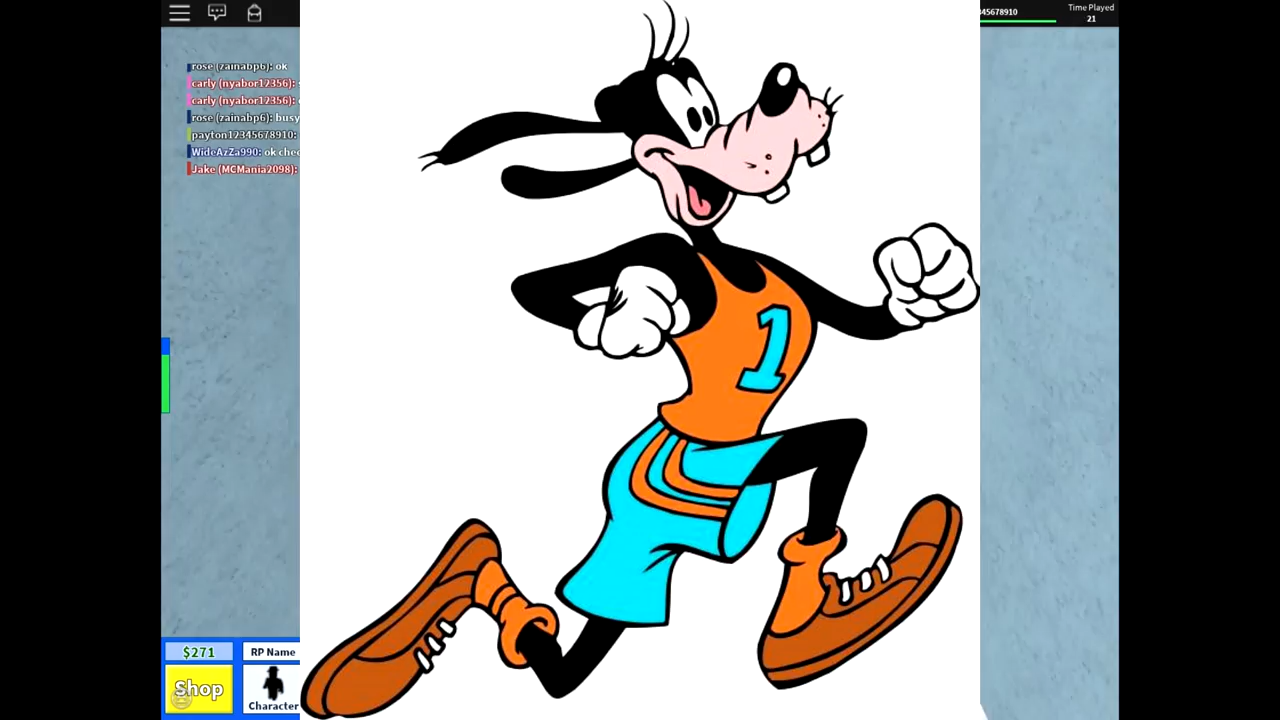 45678910
Time Played
21
rose (zainabp6): ok
carly (nyabor12356):
carly (nyabor12356):
rose (zainabp6): busy
payton12345678910:
WideAzZa990: ok
Jake (MCMania2098):
1
$271
RP Name
Shop
Character